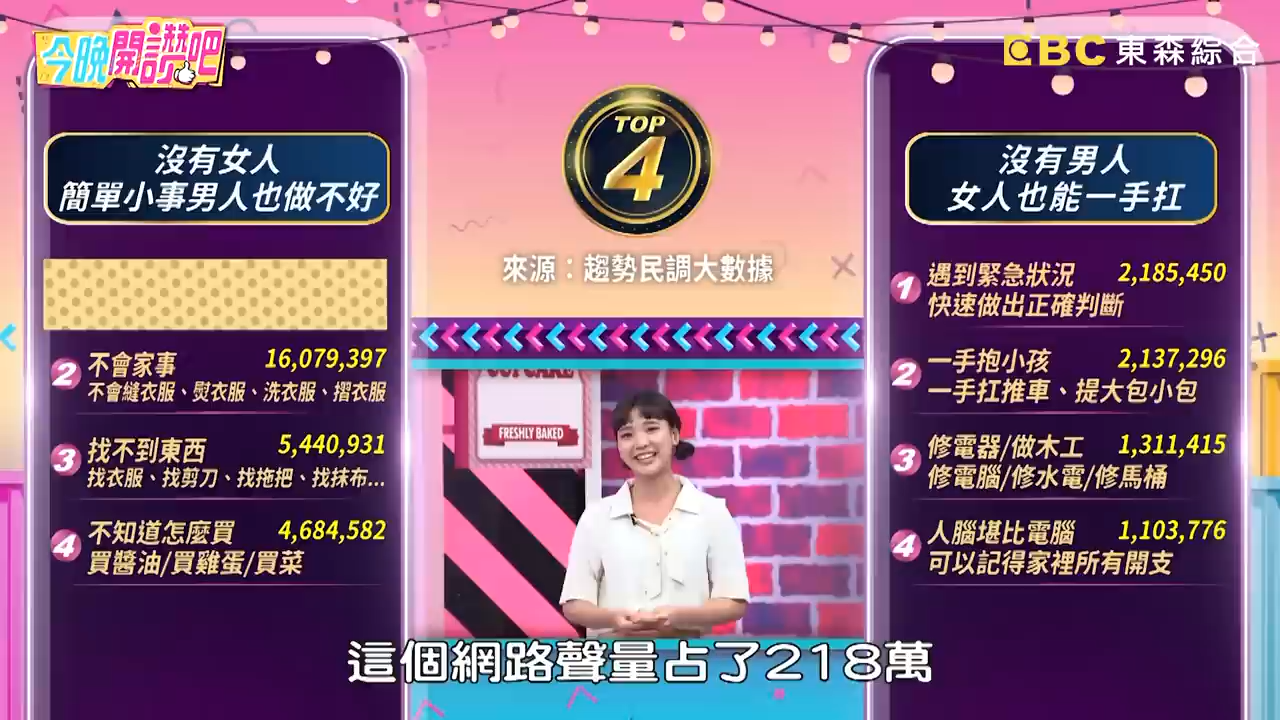 今晚開讚吧
EBC 東森綜合
沒有女人
簡單小事男人也做不好
2 不會家事 16,079,397
不會縫衣服、熨衣服、洗衣服、摺衣服
3 找不到東西 5,440,931
找衣服、找剪刀、找拖把、找抹布...
4 不知道怎麼買 4,684,582
買醬油/買雞蛋/買菜
TOP
4
來源：趨勢民調大數據
CUPCAKE
FRESHLY BAKED
沒有男人
女人也能一手扛
1 遇到緊急狀況 2,185,450
快速做出正確判斷
2 一手抱小孩 2,137,296
一手扛推車、提大包小包
3 修電器/做木工 1,311,415
修電腦/修水電/修馬桶
4 人腦堪比電腦 1,103,776
可以記得家裡所有開支
這個網路聲量占了218萬